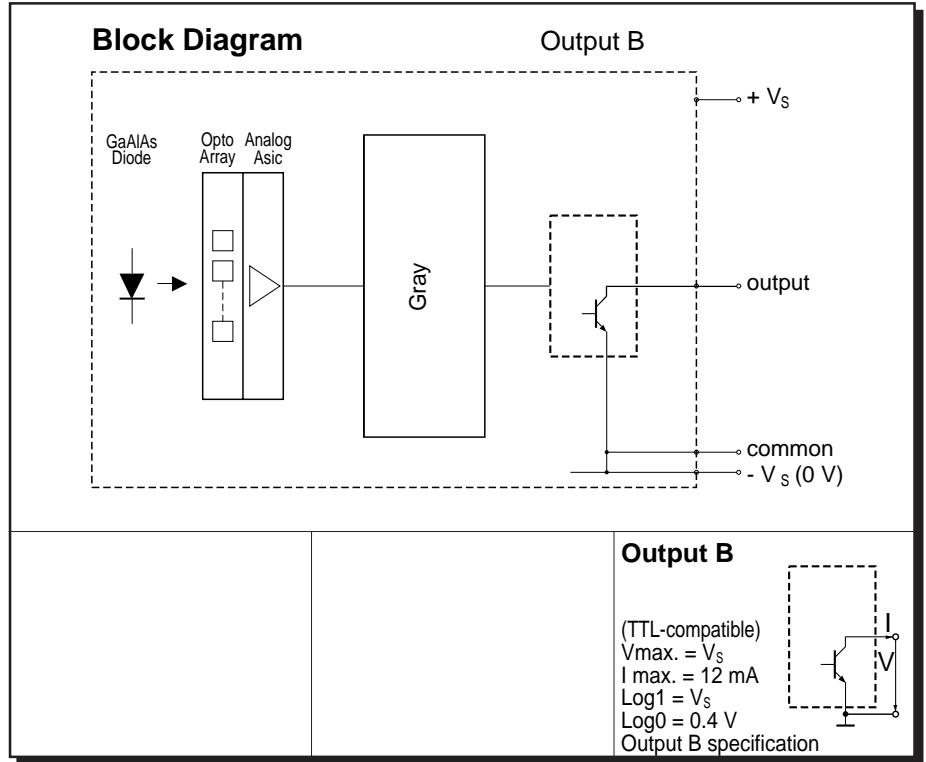 Block Diagram
Output B
+ VS
GaAlAs
Diode
Opto
Array
Analog
Asic
Gray
output
common
- V S (0 V)
Output B
(TTL-compatible)
Vmax. = VS
I max. = 12 mA
Log1 = VS
Log0 = 0.4 V
Output B specification
I
V